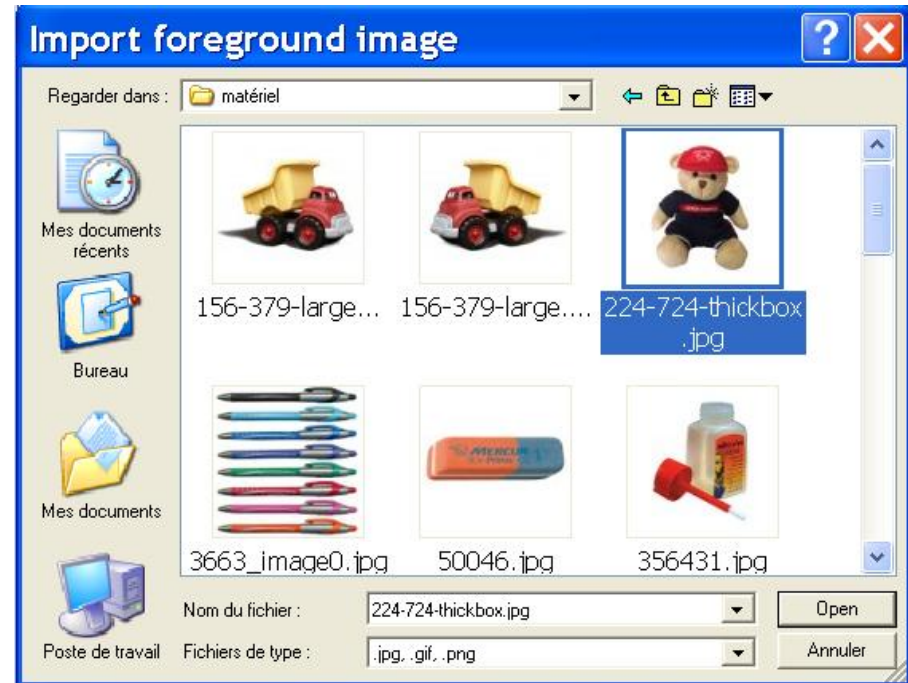 Import foreground image
Regarder dans :
matériel
Mes documents
récents
Bureau
Mes documents
Poste de travail
156-379-large...
156-379-large....
224-724-thickbox
.jpg
MERCUR
3663_image0.jpg
50046.jpg
356431.jpg
Nom du fichier :
224-724-thickbox.jpg
Open
Fichiers de type :
.jpg, .gif, .png
Annuler